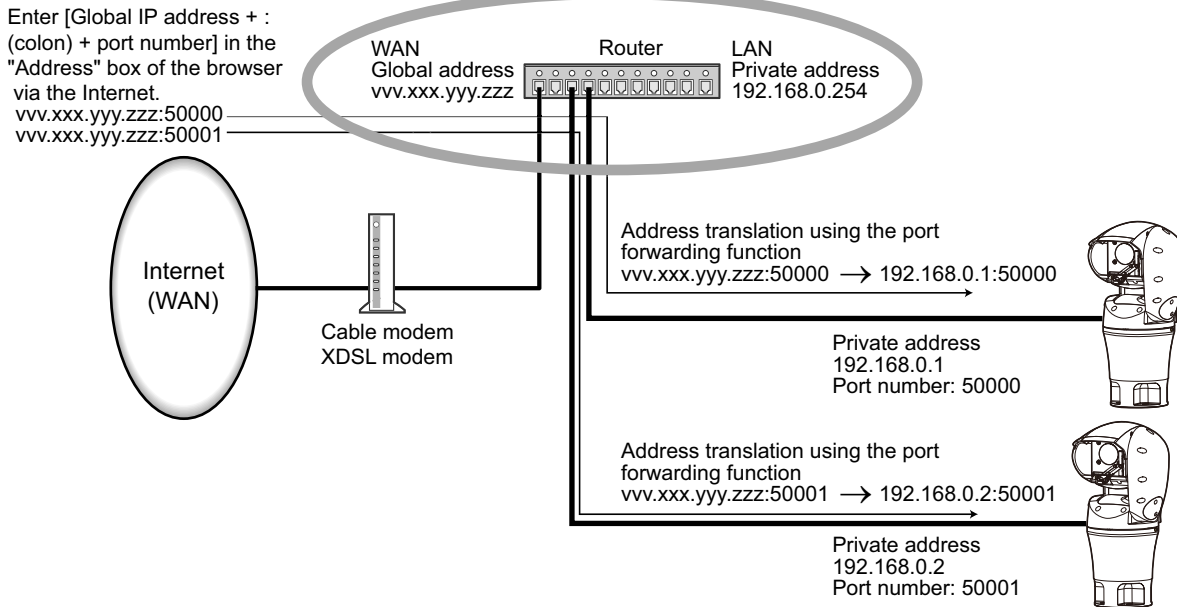 Enter [Global IP address + :
(colon) + port number] in the
"Address" box of the browser
via the Internet.
vvv.xxx.yyy.zzz:50000
vvv.xxx.yyy.zzz:50001
WAN
Global address
vvv.xxx.yyy.zzz
Router
LAN
Private address
192.168.0.254
Internet
(WAN)
Cable modem
XDSL modem
Address translation using the port
forwarding function
vvv.xxx.yyy.zzz:50000 → 192.168.0.1:50000
Private address
192.168.0.1
Port number: 50000
Address translation using the port
forwarding function
vvv.xxx.yyy.zzz:50001 → 192.168.0.2:50001
Private address
192.168.0.2
Port number: 50001